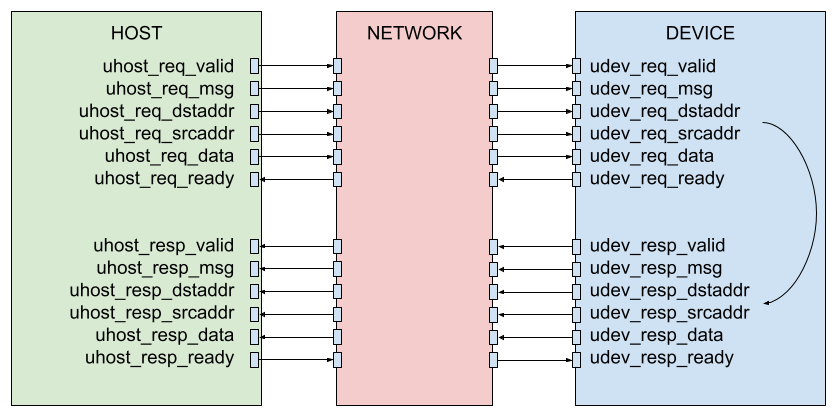 HOST
uhost_req_valid
uhost_req_msg
uhost_req_dstaddr
uhost_req_srcaddr
uhost_req_data
uhost_req_ready
uhost_resp_valid
uhost_resp_msg
uhost_resp_dstaddr
uhost_resp_srcaddr
uhost_resp_data
uhost_resp_ready
NETWORK
DEVICE
udev_req_valid
udev_req_msg
udev_req_dstaddr
udev_req_srcaddr
udev_req_data
udev_req_ready
udev_resp_valid
udev_resp_msg
udev_resp_dstaddr
udev_resp_srcaddr
udev_resp_data
udev_resp_ready